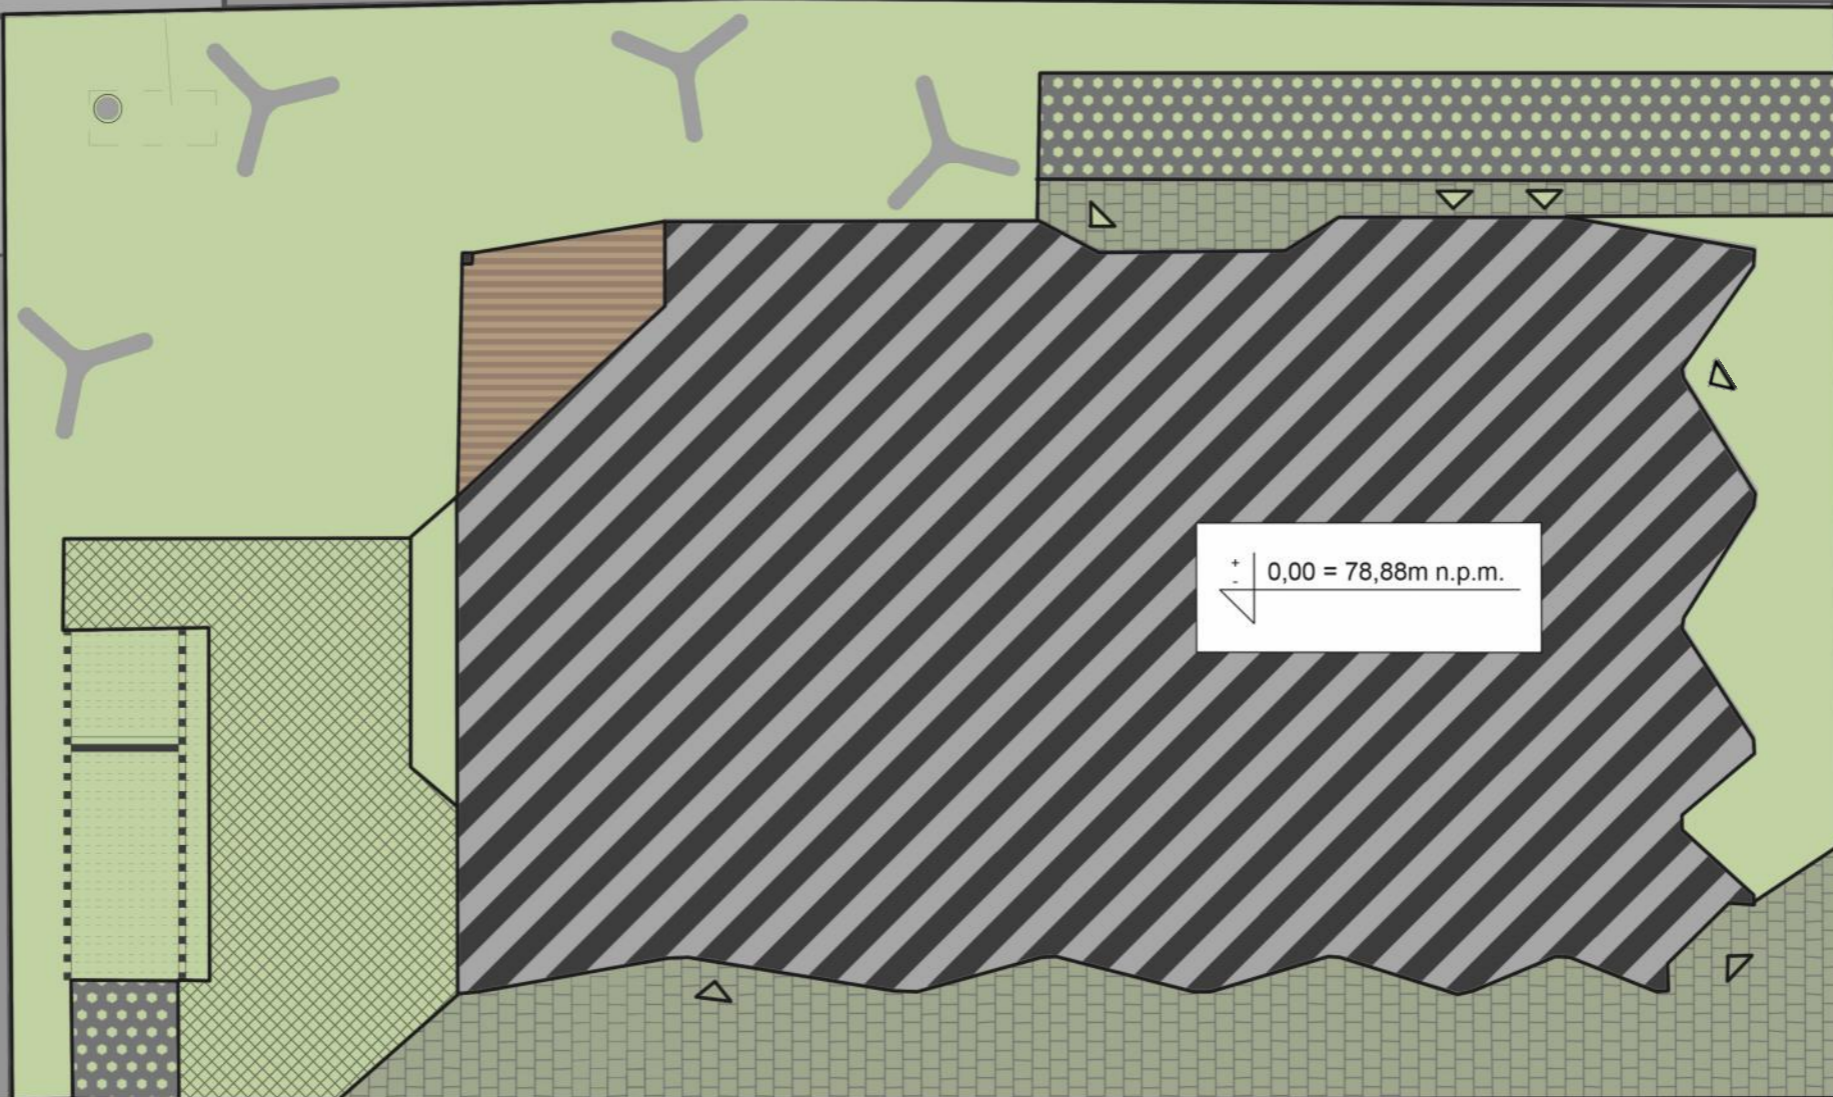 +
-
0,00 = 78,88m n.p.m.